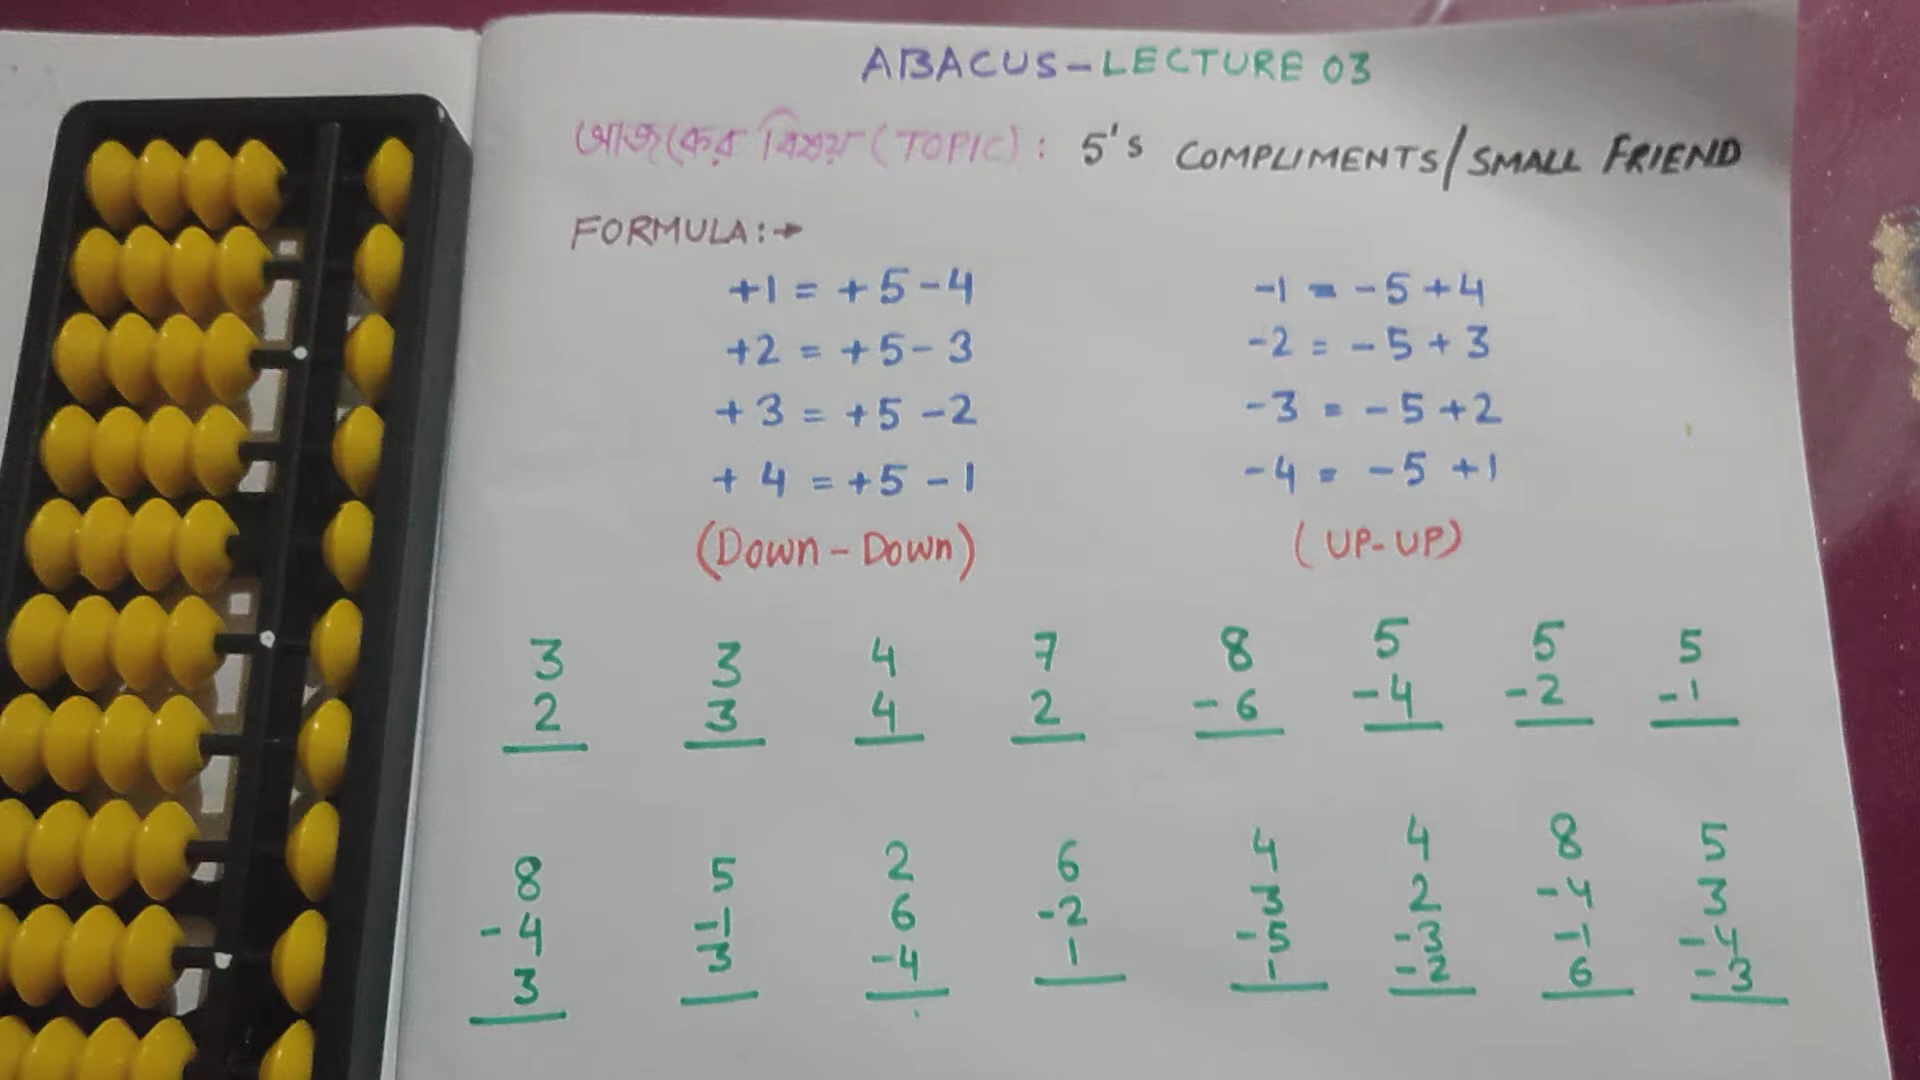 ABACUS-LECTURE 03
আজকের বিষয় (TOPIC): 5's COMPLIMENTS/SMALL FRIEND
FORMULA:→
+1 = +5-4 -1 = -5+4
+2 = +5-3 -2 = -5+3
+3 = +5-2 -3 = -5+2
+4 = +5-1 -4 = -5+1
(Down-Down) (UP-UP)
3 3 4 7 8 5 5 5
2 3 4 2 -6 -4 -2 -1
8 5 2 6 4 4 8 5
-4 -1 6 -2 3 2 -4 3
3 3 -4 1 -5 -3 -1 -4
1 -2 6 -3